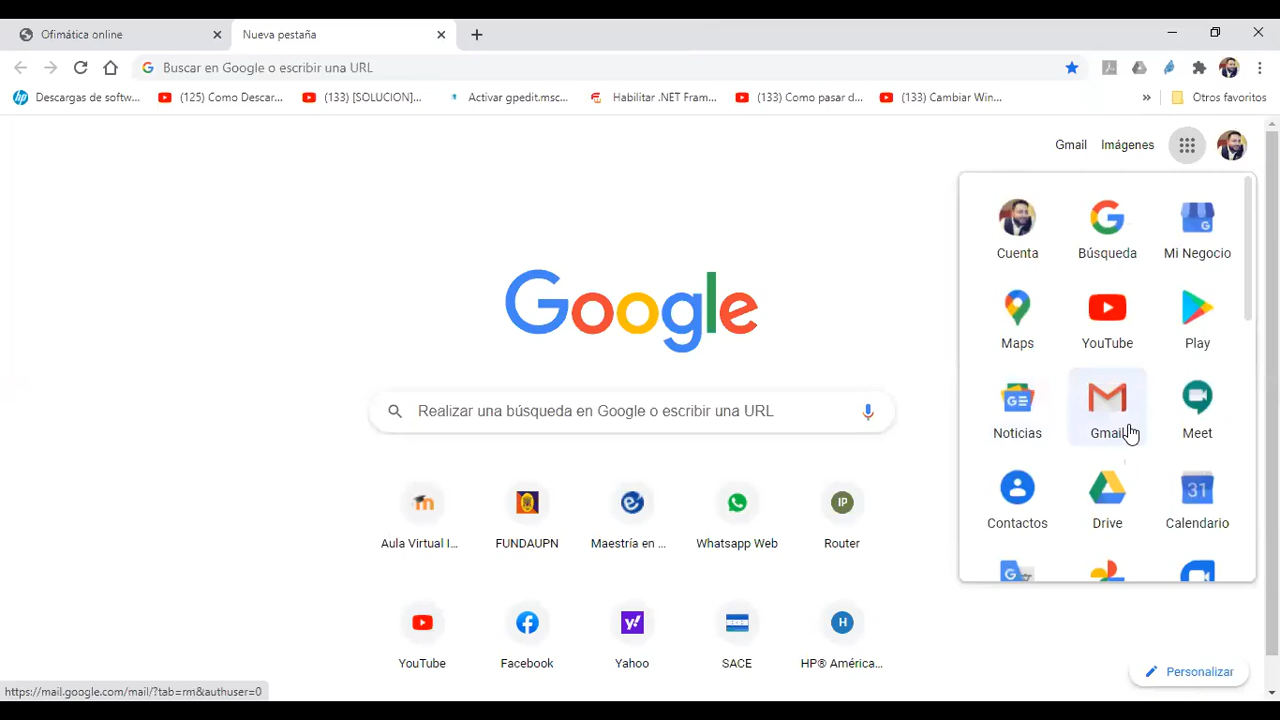 Ofimática online
Nueva pestaña
Buscar en Google o escribir una URL
Descargas de softw...
(125) Como Descar...
(133) [SOLUCION]...
Activar gpedit.msc...
Habilitar .NET Fram...
(133) Como pasar d...
(133) Cambiar Win...
»
Otros favoritos
Gmail
Imágenes
Cuenta
Búsqueda
Mi Negocio
Maps
YouTube
Play
Noticias
Gmail
Meet
Contactos
Drive
31
Calendario
Google
Realizar una búsqueda en Google o escribir una URL
IP
Aula Virtual I...
FUNDAUPN
Maestría en ...
Whatsapp Web
Router
H
YouTube
Facebook
Yahoo
SACE
HP® América...
Personalizar
https://mail.google.com/mail/?tab=rm&authuser=0